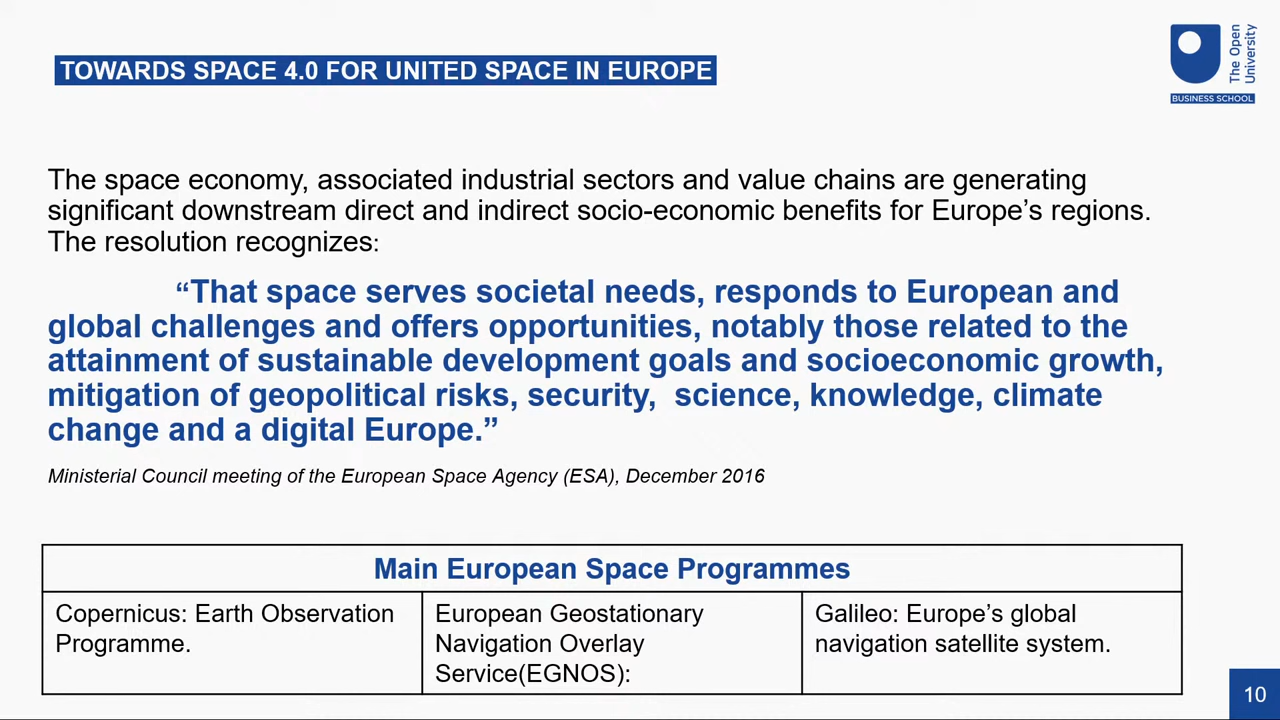 TOWARDS SPACE 4.0 FOR UNITED SPACE IN EUROPE
The Open
University
BUSINESS SCHOOL
The space economy, associated industrial sectors and value chains are generating
significant downstream direct and indirect socio-economic benefits for Europe’s regions.
The resolution recognizes:
“That space serves societal needs, responds to European and
global challenges and offers opportunities, notably those related to the
attainment of sustainable development goals and socioeconomic growth,
mitigation of geopolitical risks, security,  science, knowledge, climate
change and a digital Europe.”
Ministerial Council meeting of the European Space Agency (ESA), December 2016
Main European Space Programmes
Copernicus: Earth Observation
Programme.
European Geostationary
Navigation Overlay
Service(EGNOS):
Galileo: Europe’s global
navigation satellite system.
10